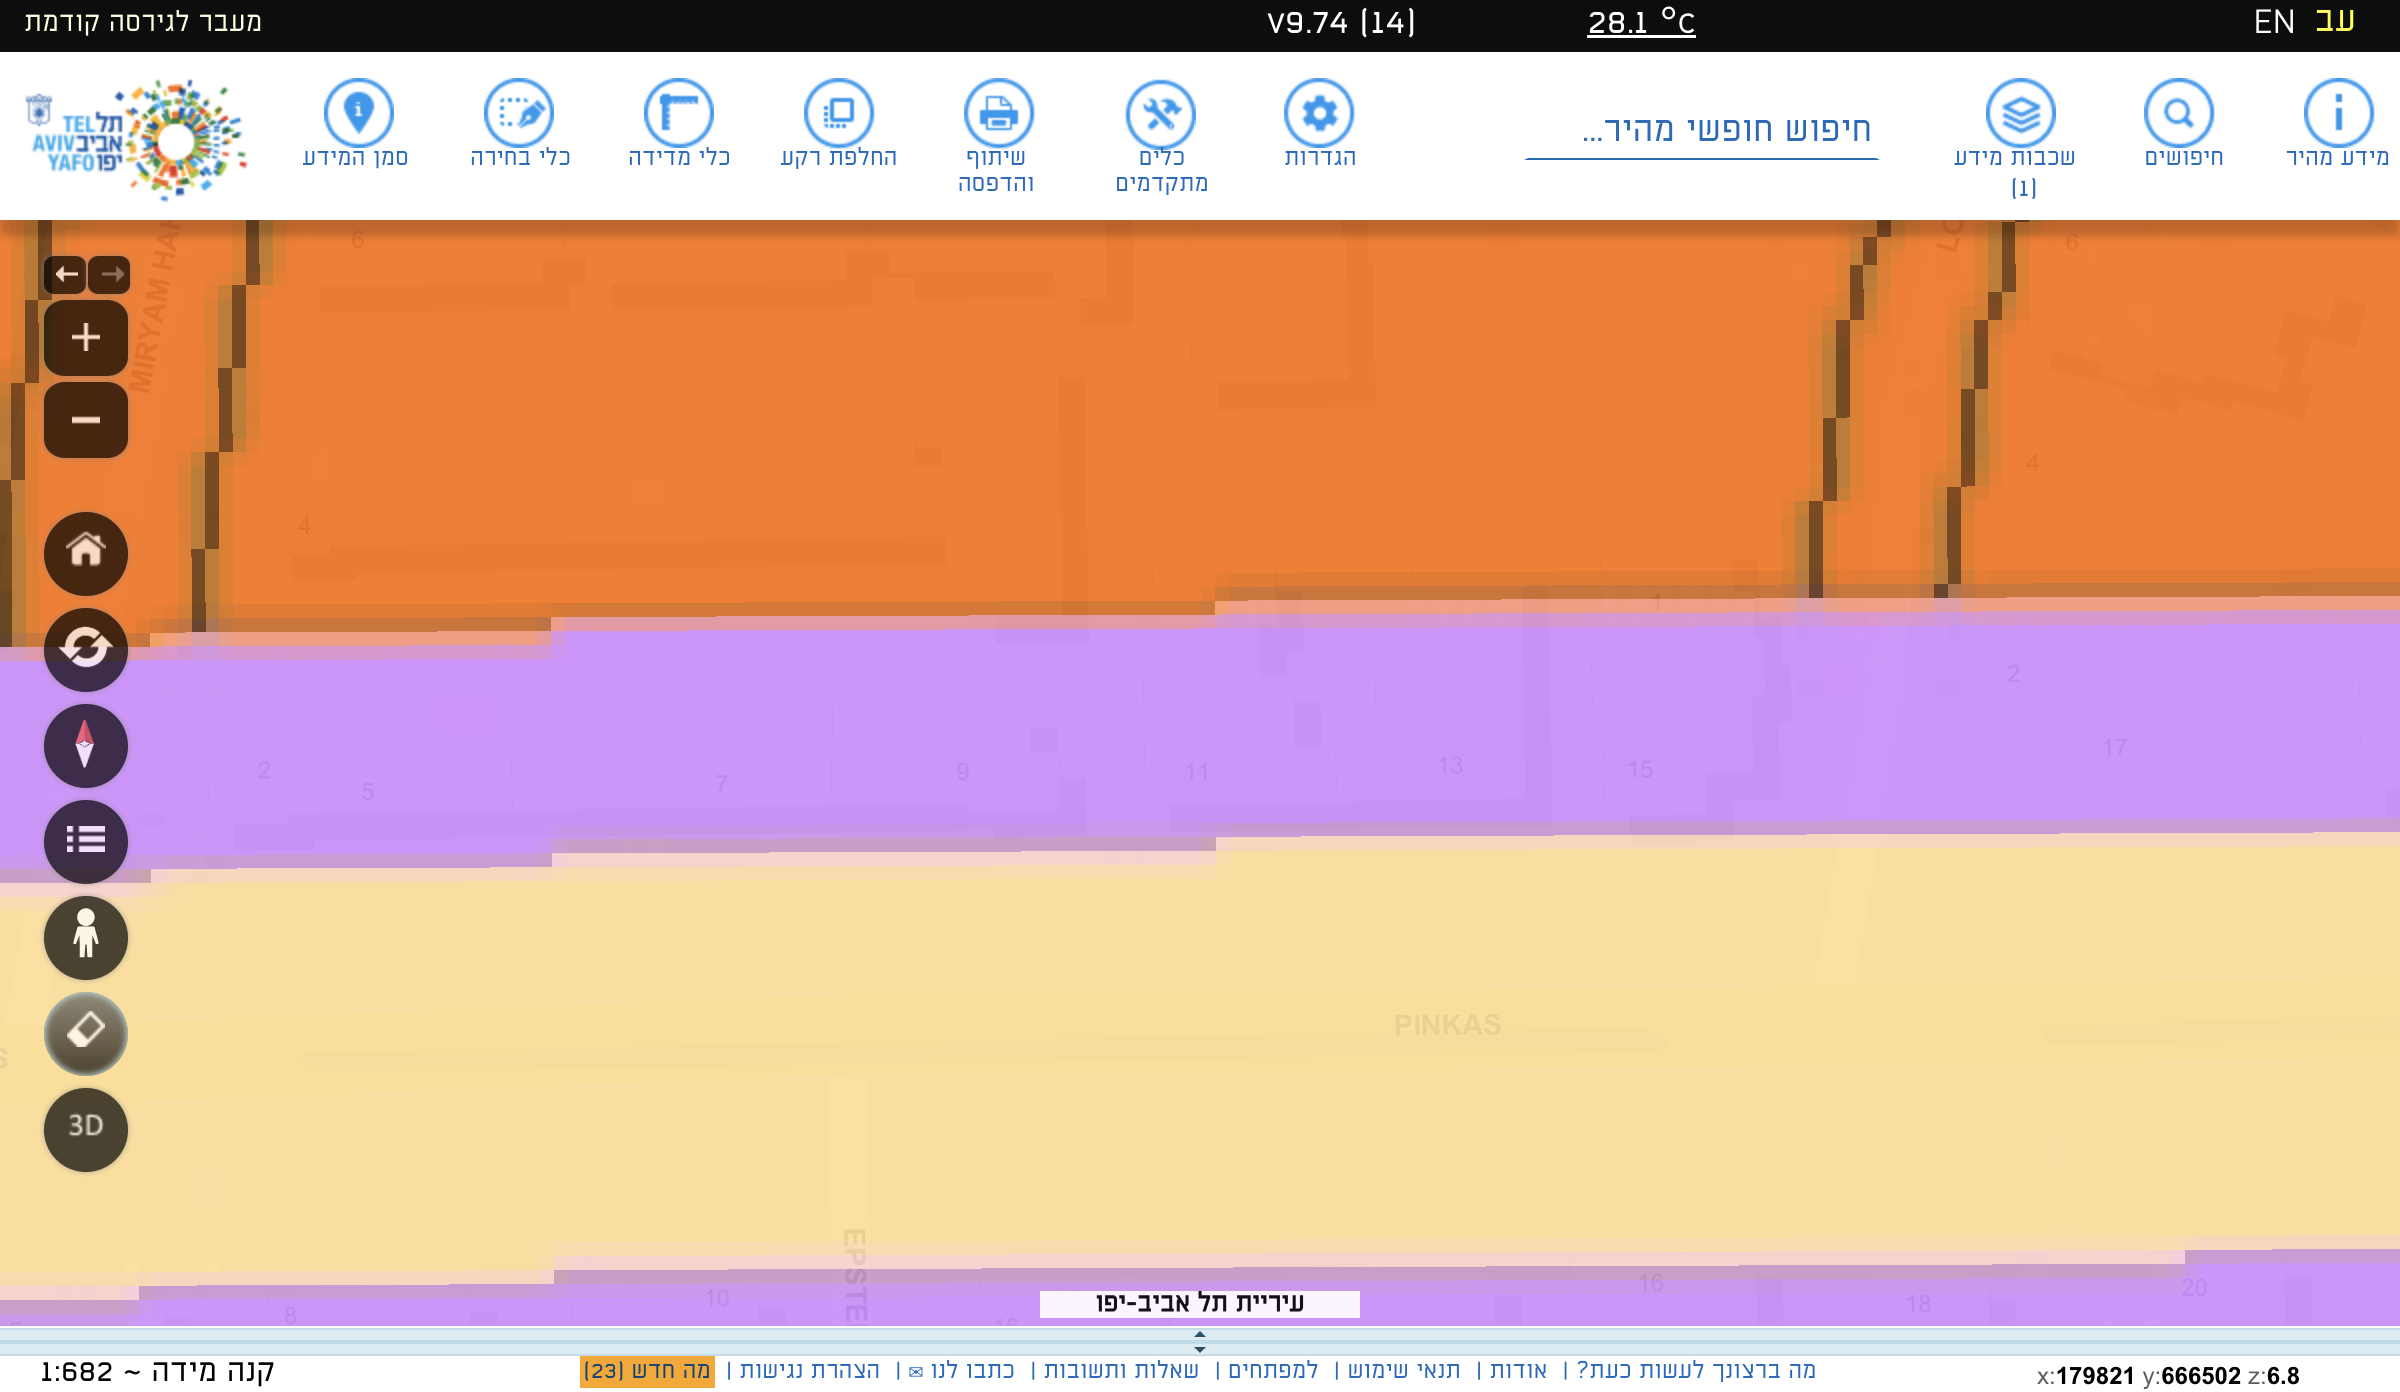 עב EN
28.1 °C
V9.74 (14)
מעבר לגירסה קודמת
מידע מהיר
חיפושים
שכבות מידע
(1)
חיפוש חופשי מהיר...
הגדרות
כלים
מתקדמים
שיתוף
והדפסה
החלפת רקע
כלי מדידה
כלי בחירה
סמן המידע
תל TEL
אביב AVIV
יפו YAFO
MIRYAM
6
6
4
4
1
2
17
15
13
11
9
7
5
2
PINKAS
3D
EPSTE
20
18
16
10
8
עיריית תל אביב-יפו
מה ברצונך לעשות כעת? | אודות | תנאי שימוש | למפתחים | שאלות ותשובות | כתבו לנו ✉ | הצהרת נגישות | מה חדש (23)
קנה מידה ~ 1:682
x:179821 y:666502 z:6.8